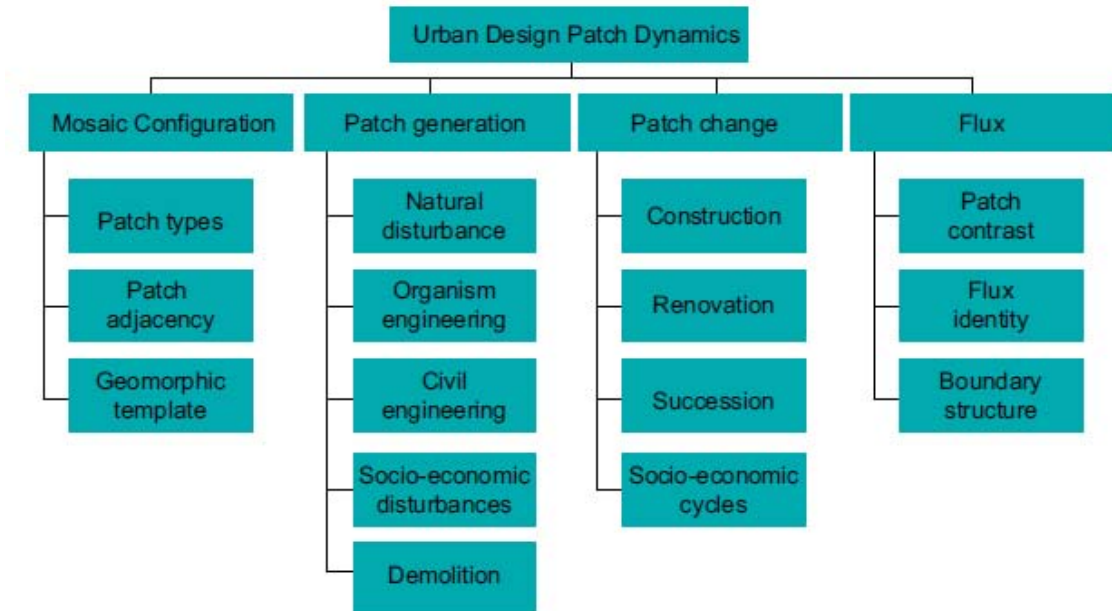 Urban Design Patch Dynamics
Mosaic Configuration
Patch types
Patch
adjacency
Geomorphic
template
Patch generation
Natural
disturbance
Organism
engineering
Civil
engineering
Socio-economic
disturbances
Demolition
Patch change
Construction
Renovation
Succession
Socio-economic
cycles
Flux
Patch
contrast
Flux
identity
Boundary
structure